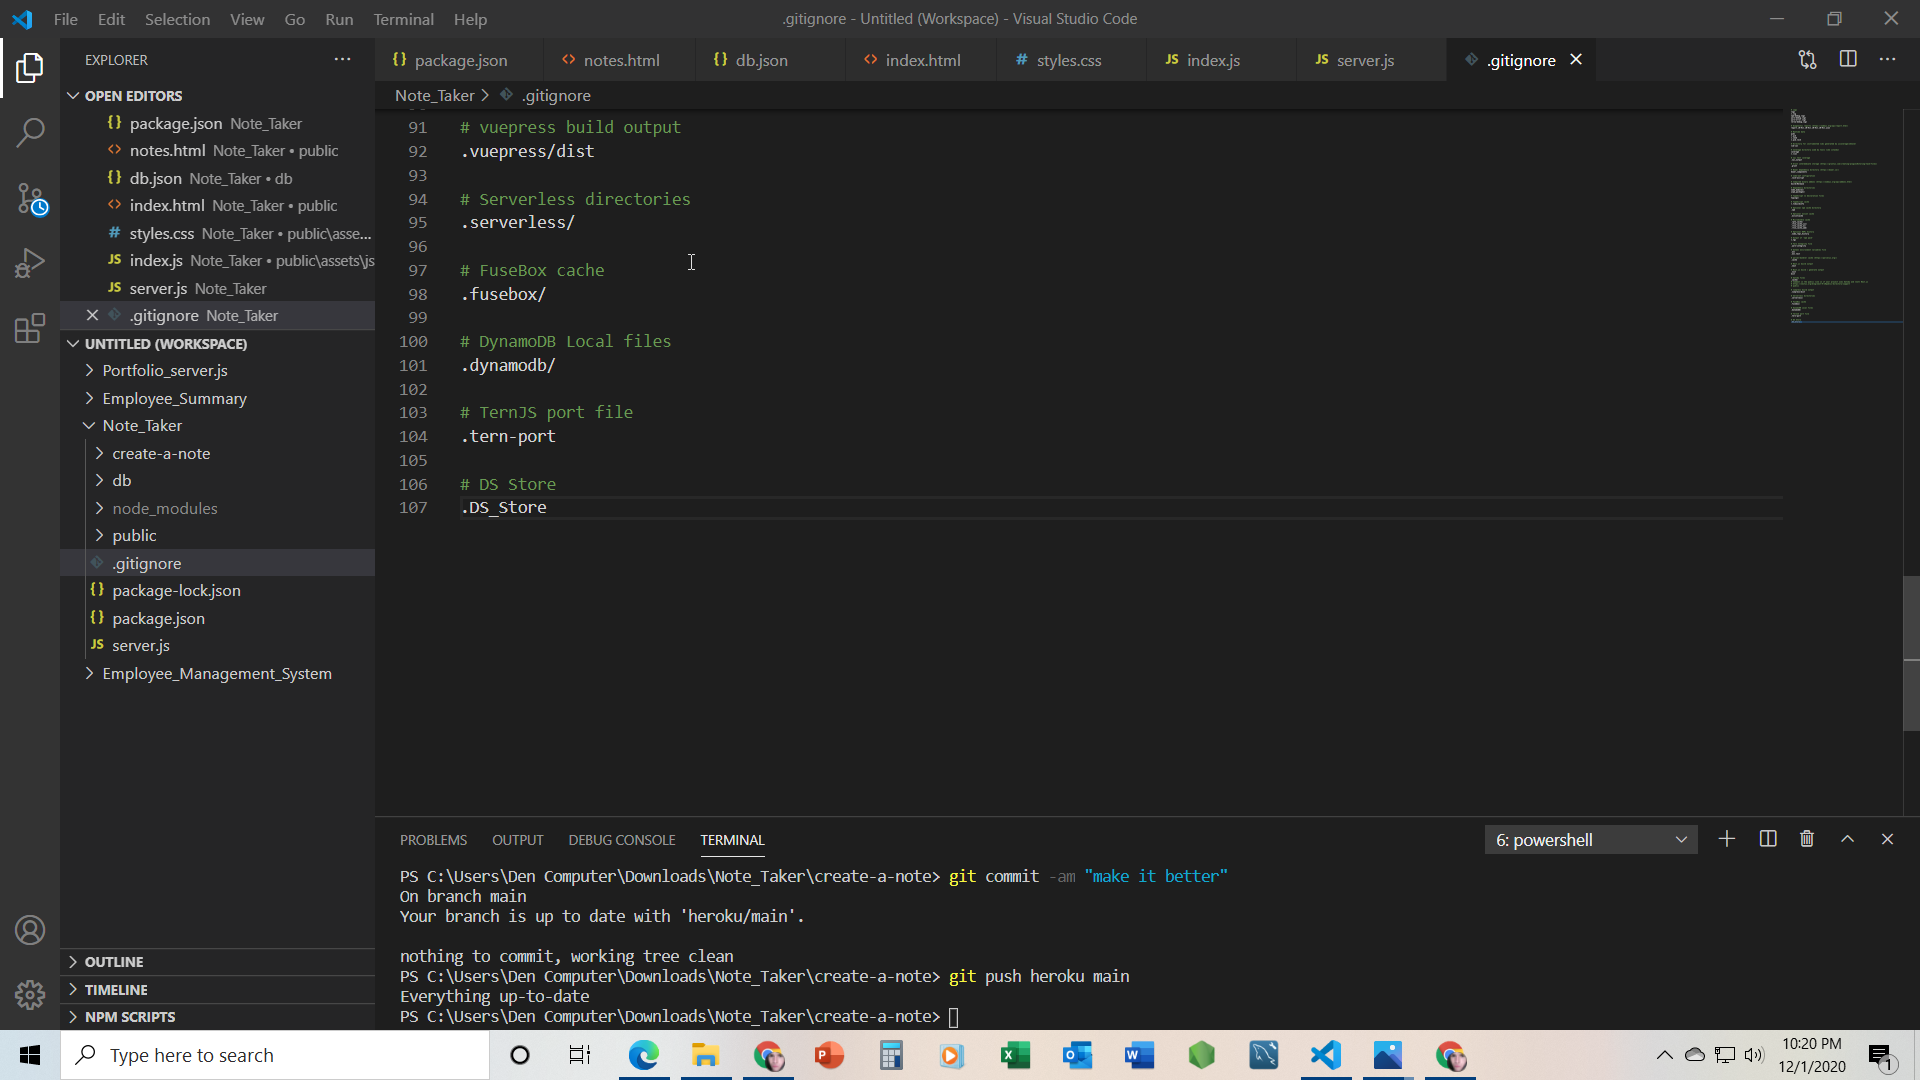 File Edit Selection View Go Run Terminal Help
.gitignore - Untitled (Workspace) - Visual Studio Code
EXPLORER
OPEN EDITORS
{} package.json Note_Taker
<> notes.html Note_Taker • public
{} db.json Note_Taker • db
<> index.html Note_Taker • public
# styles.css Note_Taker • public\asse...
JS index.js Note_Taker • public\assets\js
JS server.js Note_Taker
.gitignore Note_Taker
UNTITLED (WORKSPACE)
Portfolio_server.js
Employee_Summary
Note_Taker
create-a-note
db
node_modules
public
.gitignore
{} package-lock.json
{} package.json
JS server.js
Employee_Management_System
OUTLINE
TIMELINE
NPM SCRIPTS
{} package.json <> notes.html {} db.json <> index.html # styles.css JS index.js JS server.js .gitignore
Note_Taker > .gitignore
91 # vuepress build output
92 .vuepress/dist
93
94 # Serverless directories
95 .serverless/
96
97 # FuseBox cache
98 .fusebox/
99
100 # DynamoDB Local files
101 .dynamodb/
102
103 # TernJS port file
104 .tern-port
105
106 # DS Store
107 .DS_Store
PROBLEMS OUTPUT DEBUG CONSOLE TERMINAL
6: powershell
PS C:\Users\Den Computer\Downloads\Note_Taker\create-a-note> git commit -am "make it better"
On branch main
Your branch is up to date with 'heroku/main'.
nothing to commit, working tree clean
PS C:\Users\Den Computer\Downloads\Note_Taker\create-a-note> git push heroku main
Everything up-to-date
PS C:\Users\Den Computer\Downloads\Note_Taker\create-a-note>
Type here to search
10:20 PM
12/1/2020
1